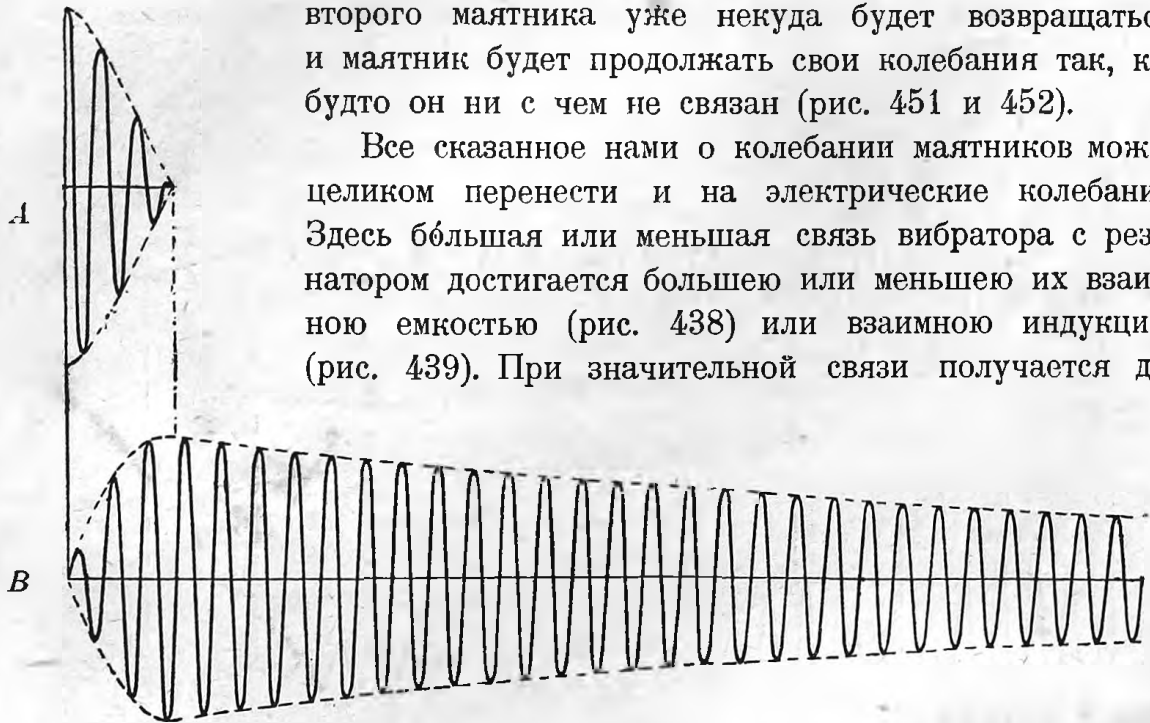 второго маятника уже некуда будет возвращатьс
и маятник будет продолжать свои колебания так, к
будто он ни с чем не связан (рис. 451 и 452).
Все сказанное нами о колебании маятников мож
целиком перенести и на электрические колебани
Здесь бо́льшая или меньшая связь вибратора с рез
натором достигается большею или меньшею их взаи
ною емкостью (рис. 438) или взаимною индукци
(рис. 439). При значительной связи получается д
A
B